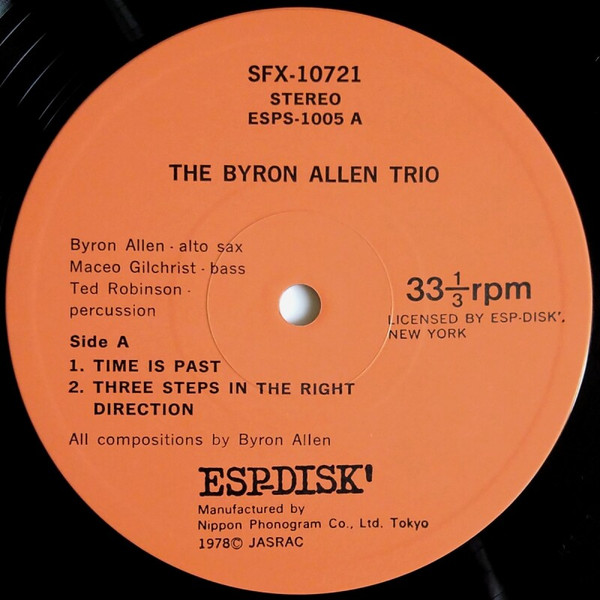 SFX-10721
STEREO
ESPS-1005 A
THE BYRON ALLEN TRIO
Byron Allen · alto sax
Maceo Gilchrist · bass
Ted Robinson ·
percussion
33 1/3 rpm
LICENSED BY ESP-DISK',
NEW YORK
Side A
1. TIME IS PAST
2. THREE STEPS IN THE RIGHT
DIRECTION
All compositions by Byron Allen
ESP-DISK'
Manufactured by
Nippon Phonogram Co., Ltd. Tokyo
1978© JASRAC